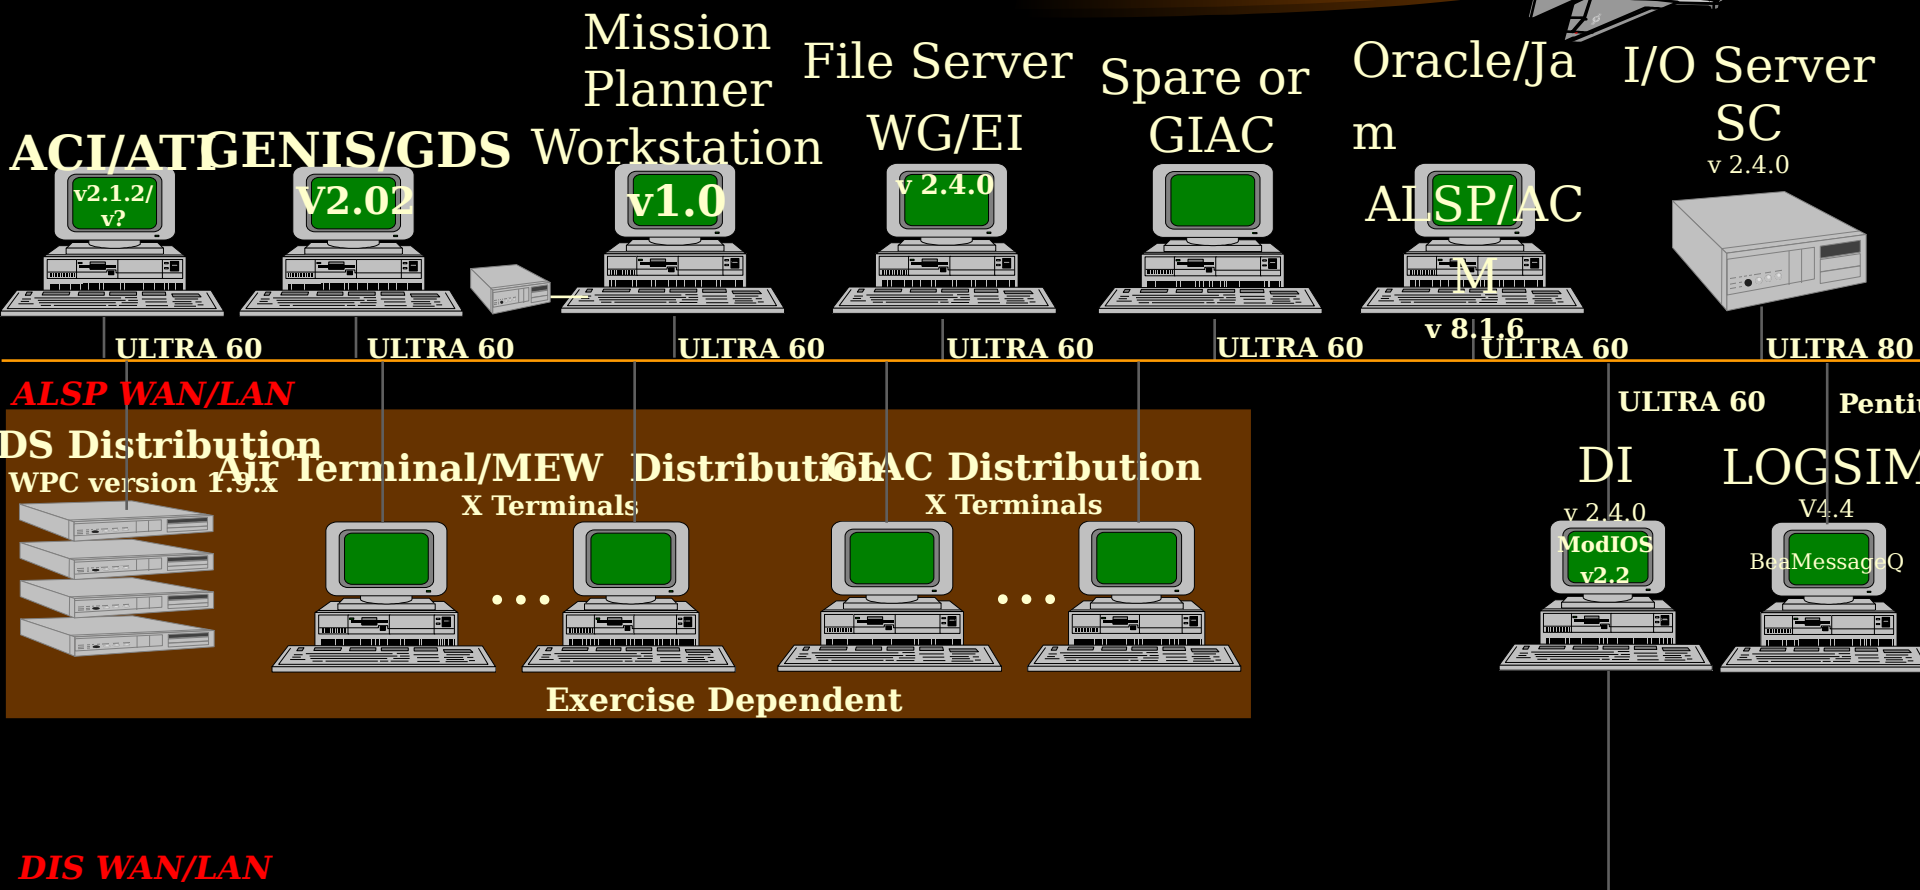 Mission
Planner
Workstation
File Server
WG/EI
Spare or
GIAC
Oracle/Ja
m
ALSP/AC
M
v 8.1.6
I/O Server
SC
v 2.4.0
ACI/ATI
GENIS/GDS
v2.1.2/
v?
V2.02
v1.0
v 2.4.0
ULTRA 60
ULTRA 60
ULTRA 60
ULTRA 60
ULTRA 60
ULTRA 60
ULTRA 80
ALSP WAN/LAN
ULTRA 60
Pentiu
DS Distribution
WPC version 1.9.x
Air Terminal/MEW Distribution
X Terminals
GIAC Distribution
X Terminals
DI
v 2.4.0
ModIOS
v2.2
LOGSIM
V4.4
BeaMessageQ
...
...
Exercise Dependent
DIS WAN/LAN